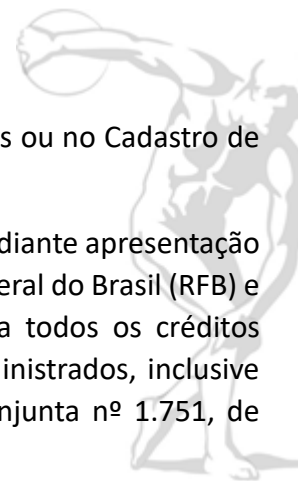 s ou no Cadastro de
diante apresentação
eral do Brasil (RFB) e
a todos os créditos
inistrados, inclusive
njunta nº 1.751, de